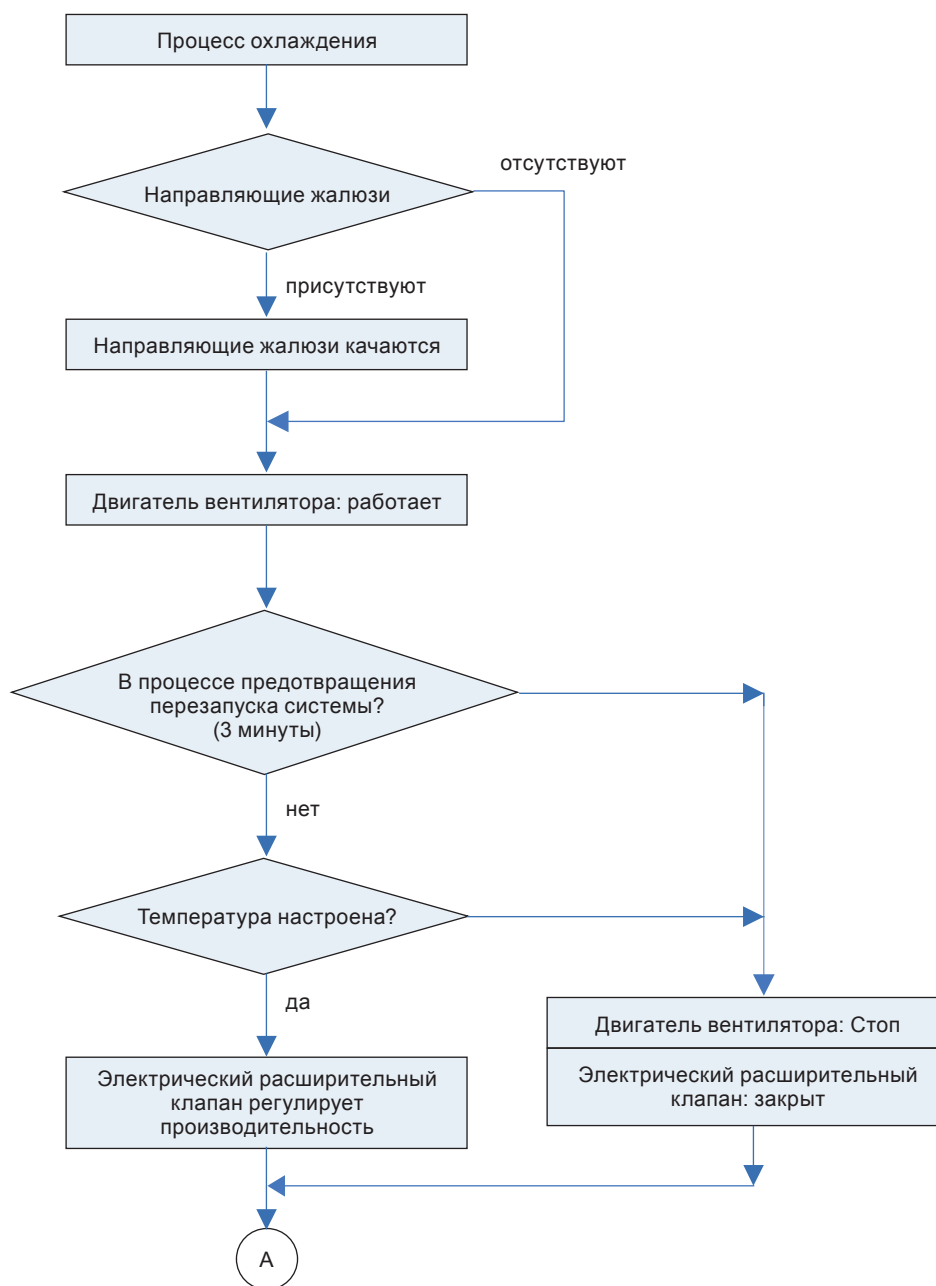 Процесс охлаждения
отсутствуют
Направляющие жалюзи
присутствуют
Направляющие жалюзи качаются
Двигатель вентилятора: работает
В процессе предотвращения
перезапуска системы?
(3 минуты)
нет
Температура настроена?
да
Двигатель вентилятора: Стоп
Электрический расширительный
клапан: закрыт
Электрический расширительный
клапан регулирует
производительность
A